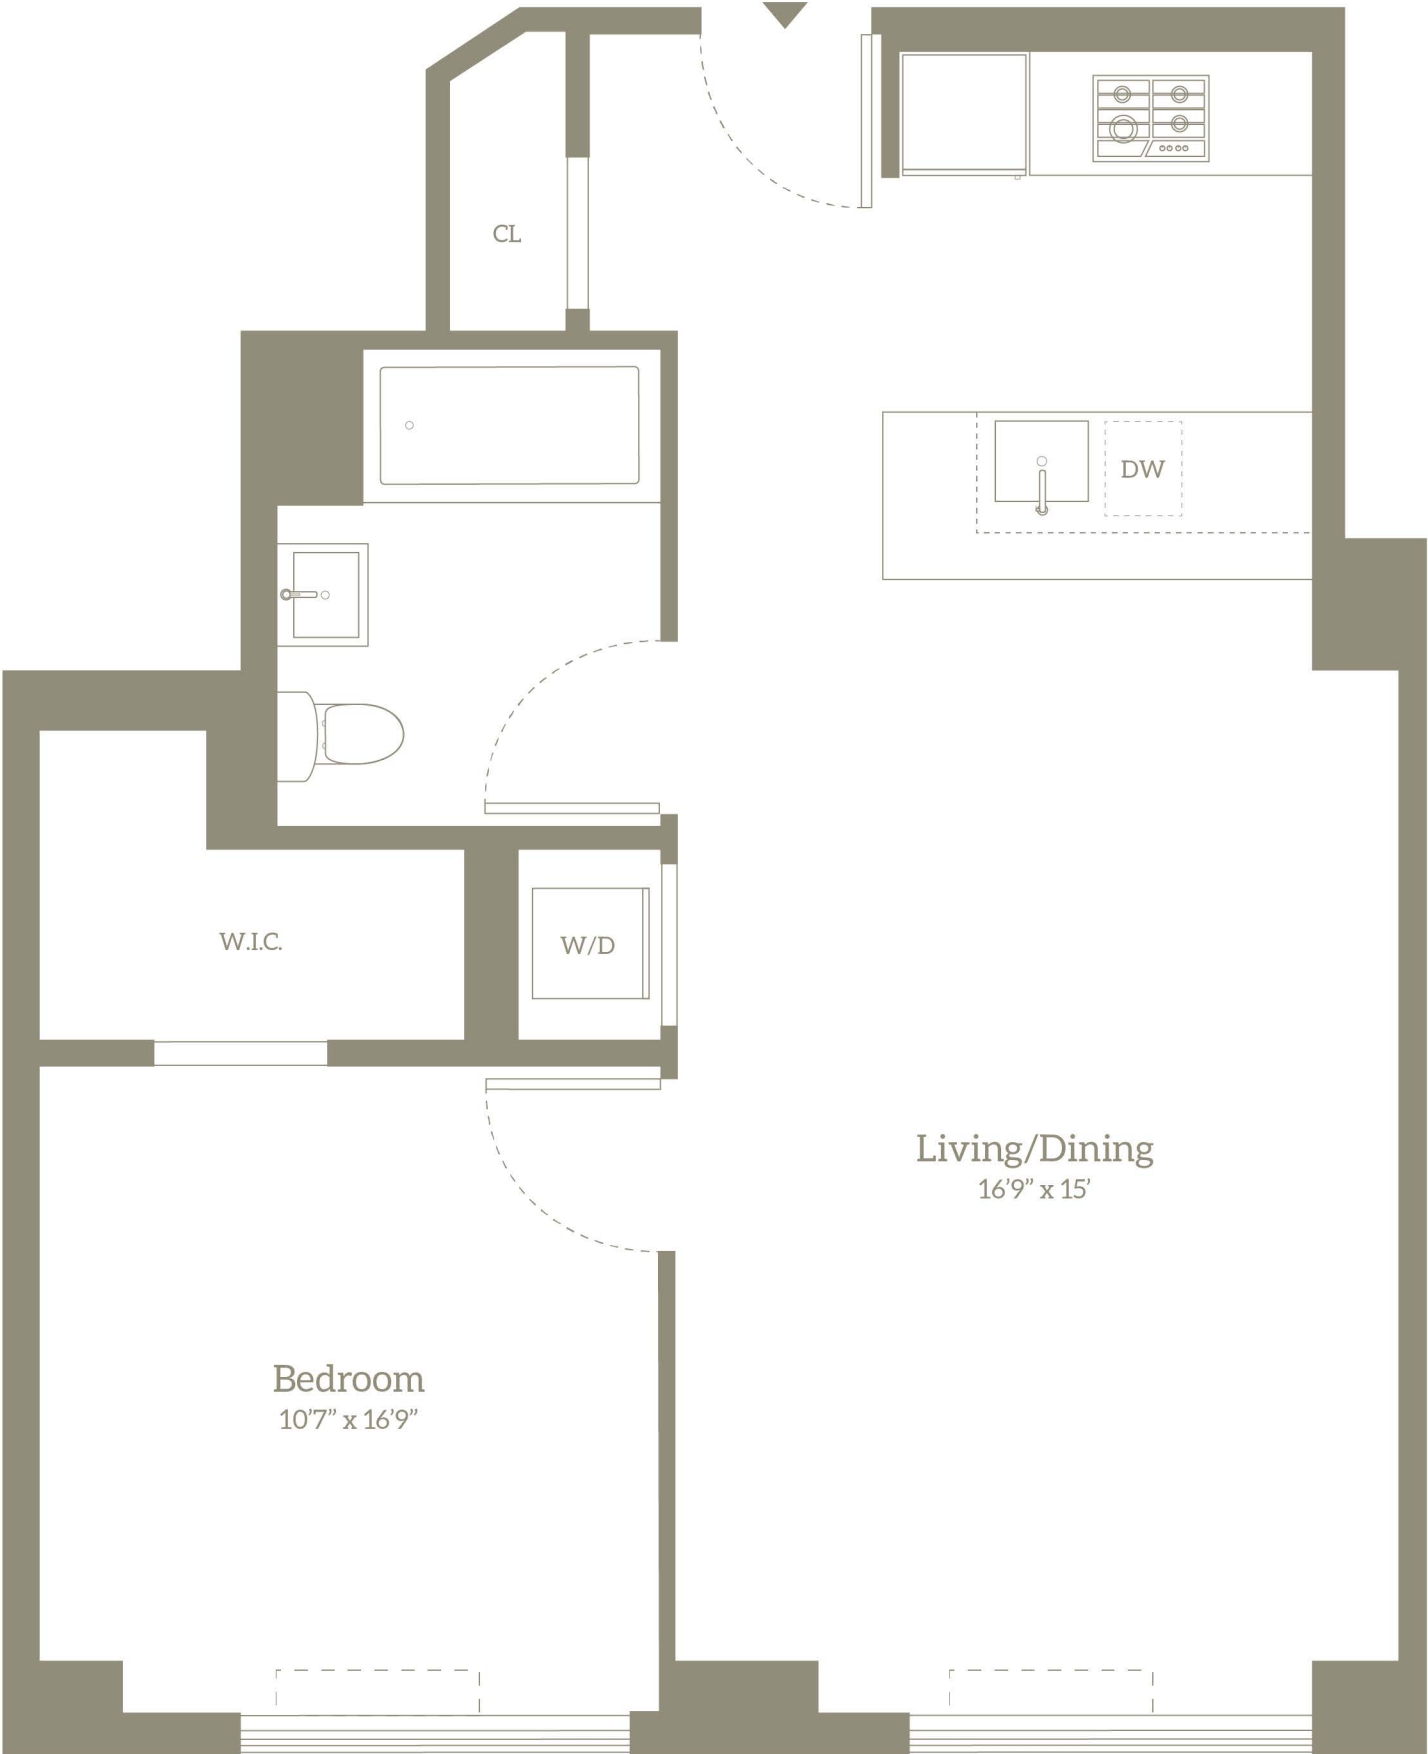 CL
DW
W.I.C.
W/D
Living/Dining
16’9” x 15’
Bedroom
10’7” x 16’9”